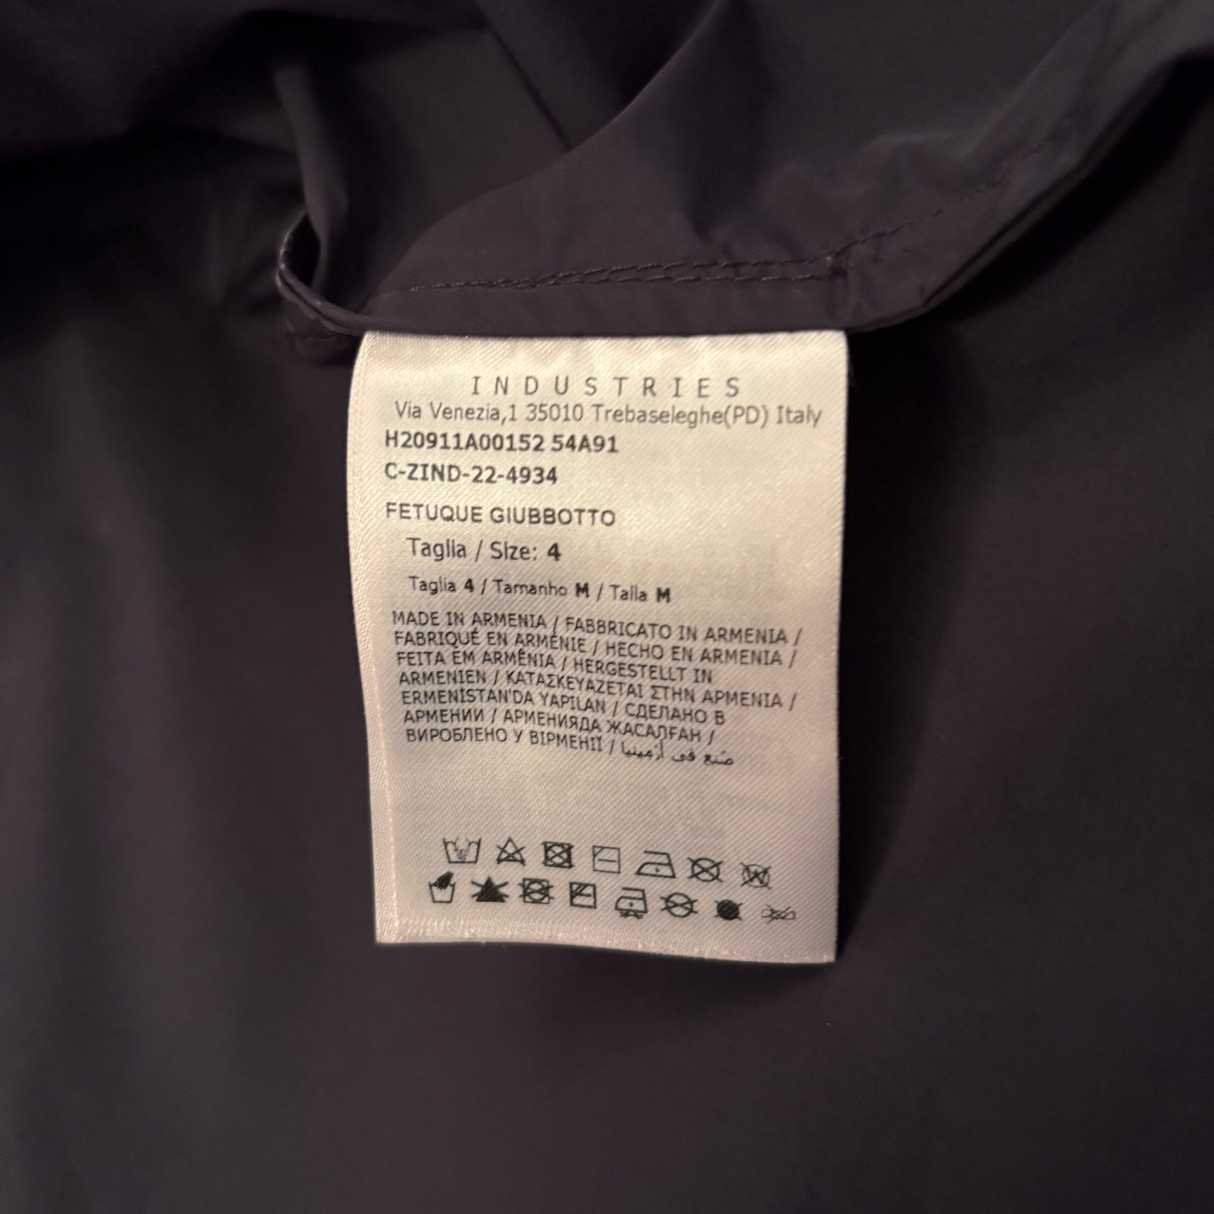 INDUSTRIES
Via Venezia,1 35010 Trebaseleghe(PD) Italy
H20911A00152 54A91
C-ZIND-22-4934
FETUQUE GIUBBOTTO
Taglia / Size: 4
Taglia 4 / Tamanho M / Talla M
MADE IN ARMENIA / FABBRICATO IN ARMENIA /
FABRIQUÉ EN ARMÉNIE / HECHO EN ARMENIA /
FEITA EM ARMÊNIA / HERGESTELLT IN
ARMENIEN / ΚΑΤΑΣΚΕΥΑΖΕΤΑΙ ΣΤΗΝ ΑΡΜΕΝΙΑ /
ERMENİSTAN'DA YAPILAN / СДЕЛАНО В
АРМЕНИИ / АРМЕНИЯДА ЖАСАЛҒАН /
ВИРОБЛЕНО У ВІРМЕНІЇ / صنع في أرمينيا